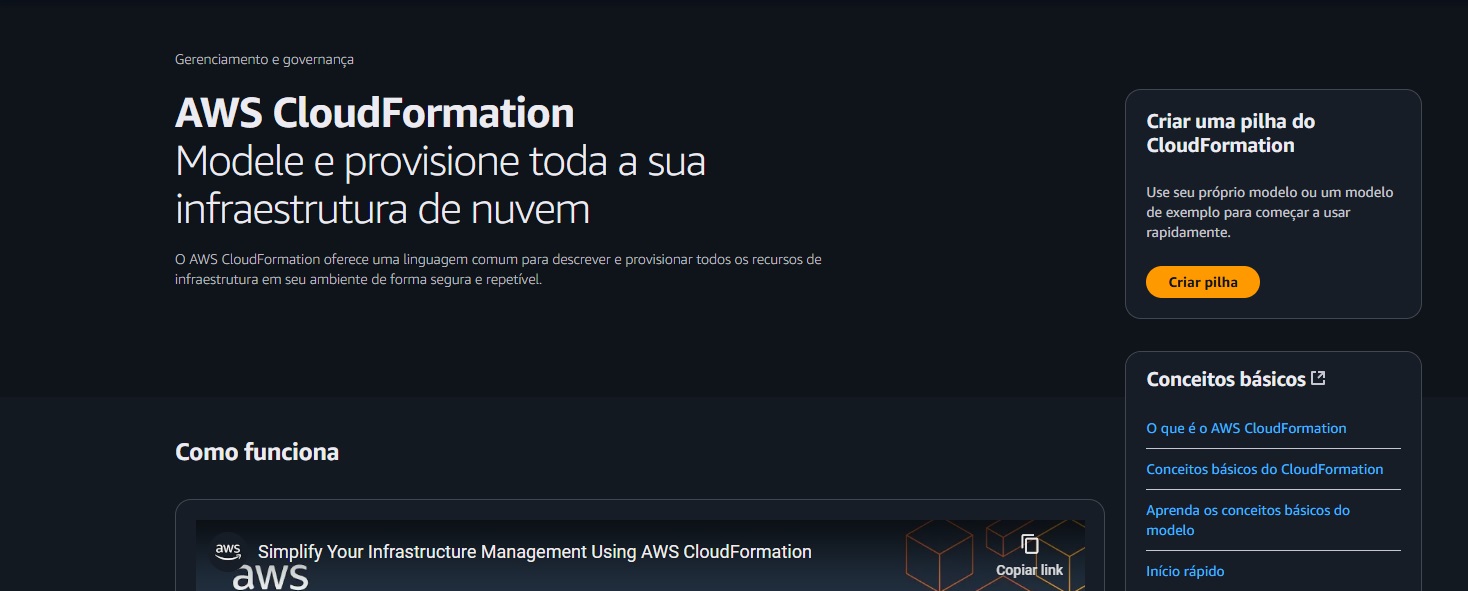 Gerenciamento e governança
AWS CloudFormation
Modele e provisione toda a sua
infraestrutura de nuvem
O AWS CloudFormation oferece uma linguagem comum para descrever e provisionar todos os recursos de
infraestrutura em seu ambiente de forma segura e repetível.
Criar uma pilha do
CloudFormation
Use seu próprio modelo ou um modelo
de exemplo para começar a usar
rapidamente.
Criar pilha
Conceitos básicos
O que é o AWS CloudFormation
Conceitos básicos do CloudFormation
Aprenda os conceitos básicos do
modelo
Início rápido
Como funciona
aws
Simplify Your Infrastructure Management Using AWS CloudFormation
Copiar link
aws